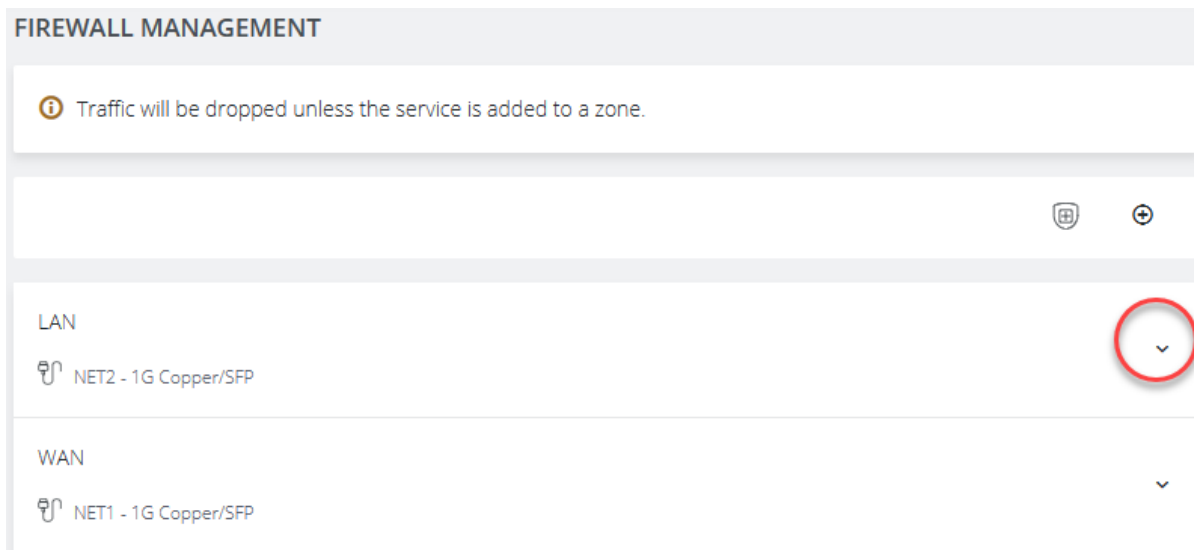 FIREWALL MANAGEMENT
Traffic will be dropped unless the service is added to a zone.
LAN
NET2 - 1G Copper/SFP
WAN
NET1 - 1G Copper/SFP